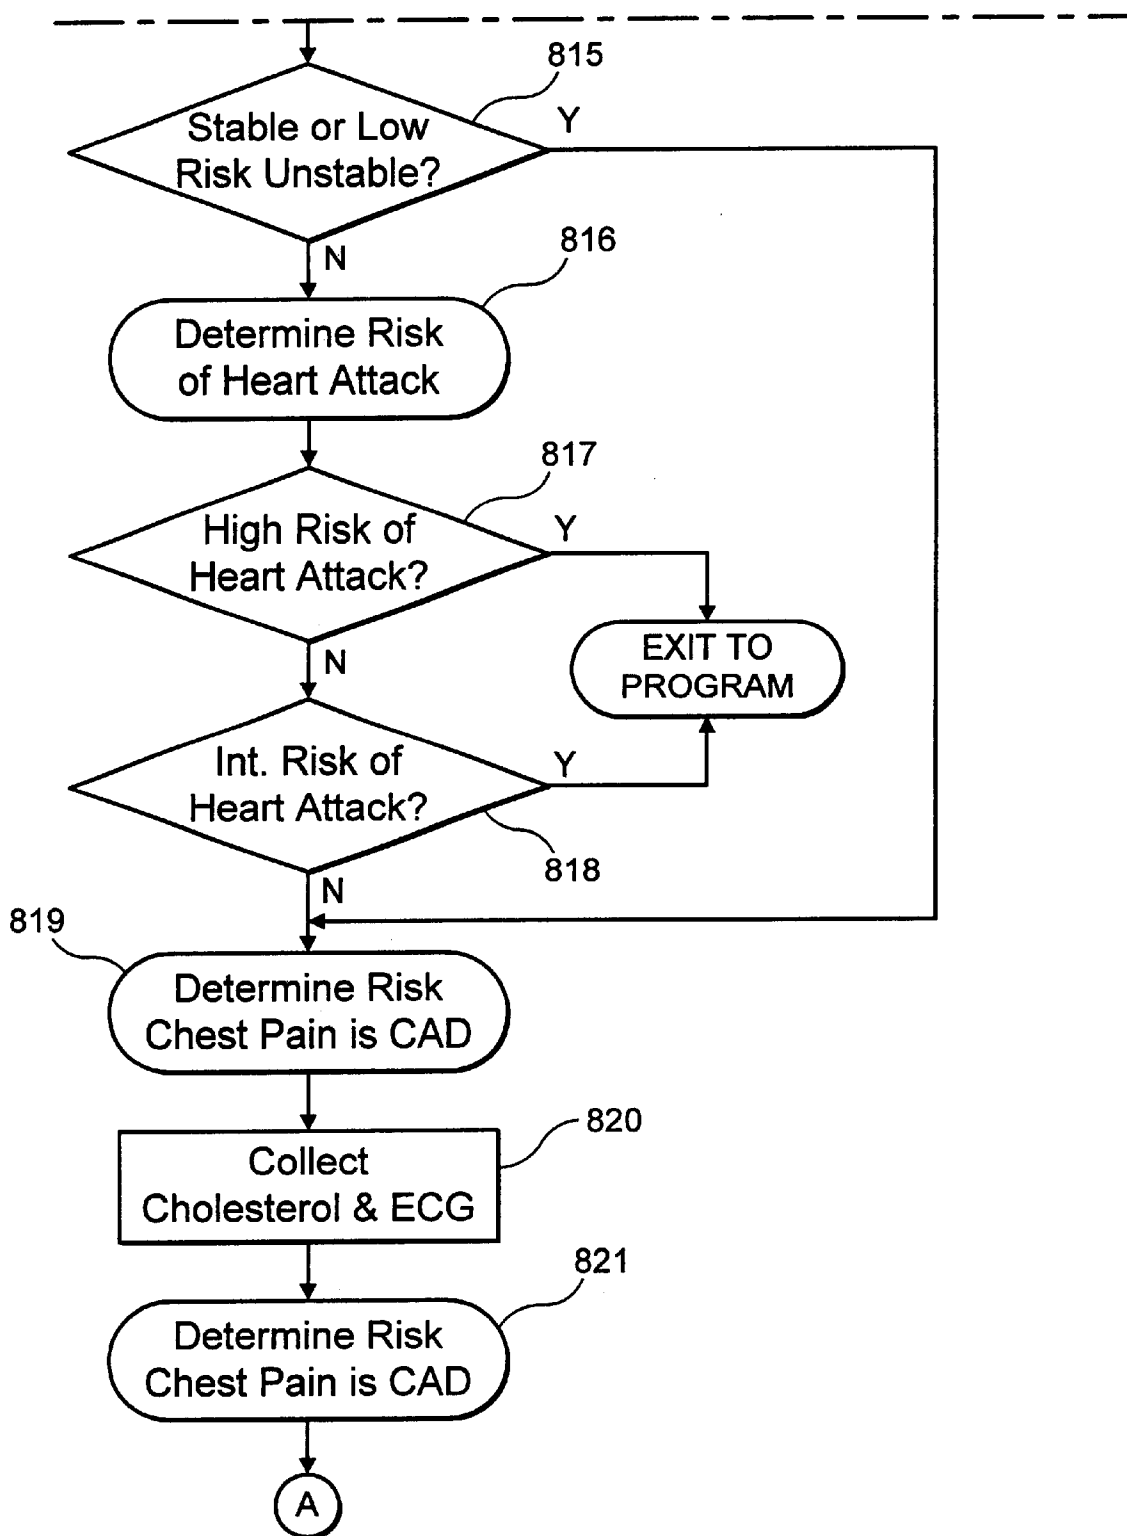 815
Stable or Low
Risk Unstable?
Y
N
816
Determine Risk
of Heart Attack
817
High Risk of
Heart Attack?
Y
N
EXIT TO
PROGRAM
Int. Risk of
Heart Attack?
Y
818
N
819
Determine Risk
Chest Pain is CAD
820
Collect
Cholesterol & ECG
821
Determine Risk
Chest Pain is CAD
A